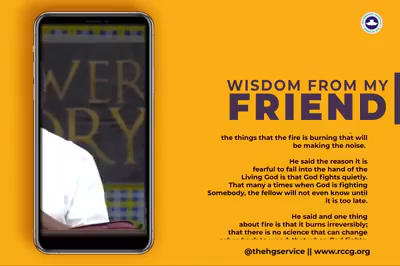 WER
ORY
WISDOM FROM MY
FRIEND
the things that the fire is burning that will
be making the noise.
He said the reason it is
fearful to fall into the hand of the
Living God is that God fights quietly.
That many a times when God is fighting
Somebody, the fellow will not even know until
it is too late.
He said and one thing
about fire is that it burns irreversibly;
that there is no science that can change
@thehgservice || www.rccg.org